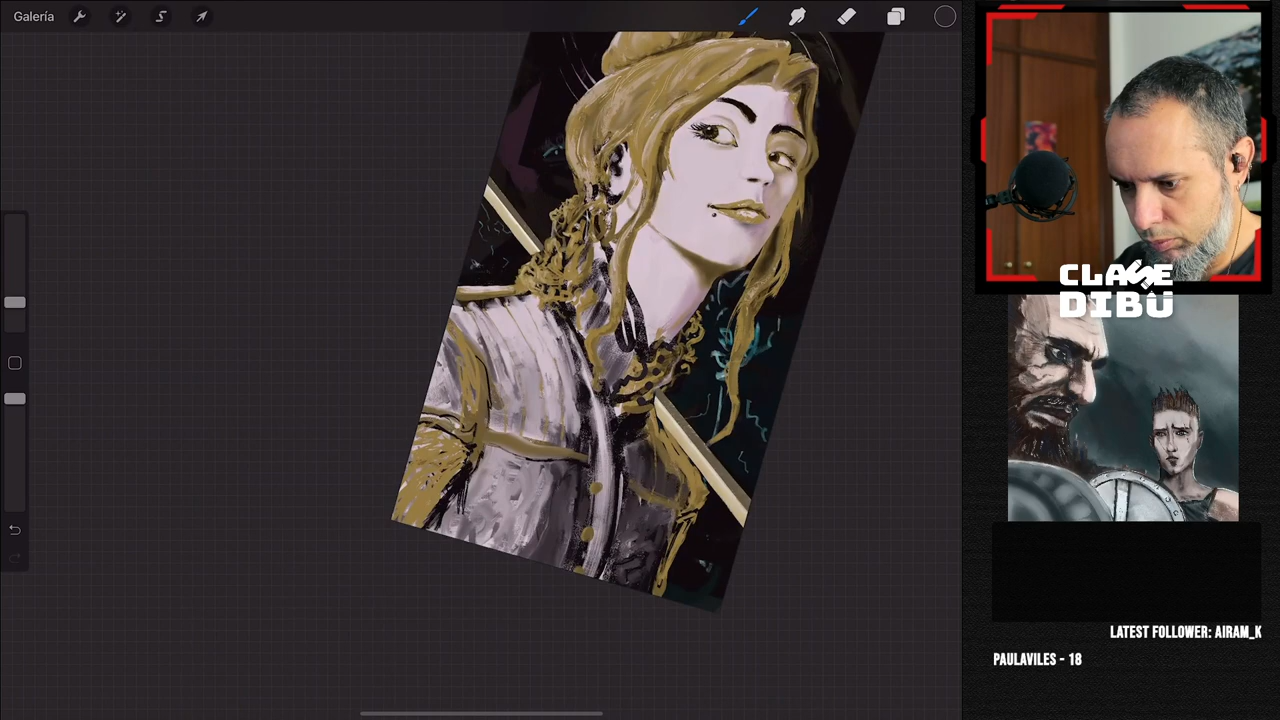 Galería
CLASE
DIBU
LATEST FOLLOWER: AIRAM_K
PAULAVILES - 18